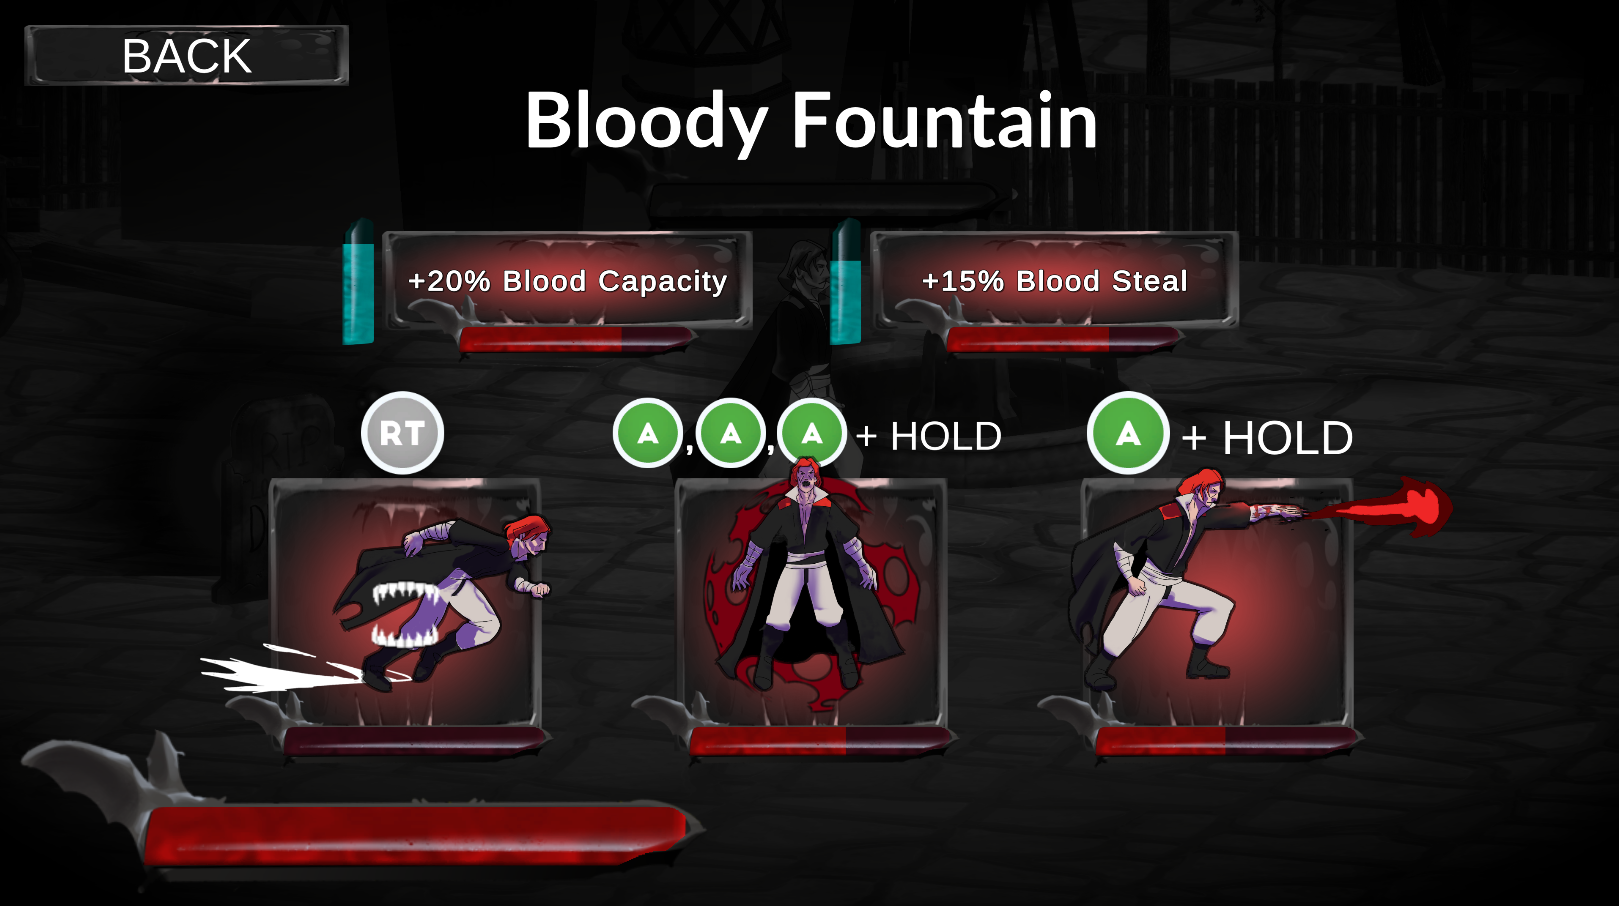 BACK
Bloody Fountain
+20% Blood Capacity
+15% Blood Steal
RT
A , A , A + HOLD
A + HOLD